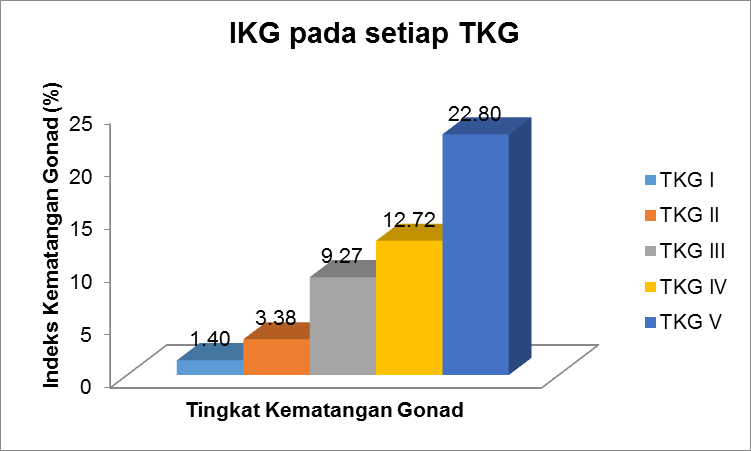 IKG pada setiap TKG
Indeks Kematangan Gonad (%)
25
20
15
10
5
0
1.40
3.38
9.27
12.72
22.80
Tingkat Kematangan Gonad
TKG I
TKG II
TKG III
TKG IV
TKG V